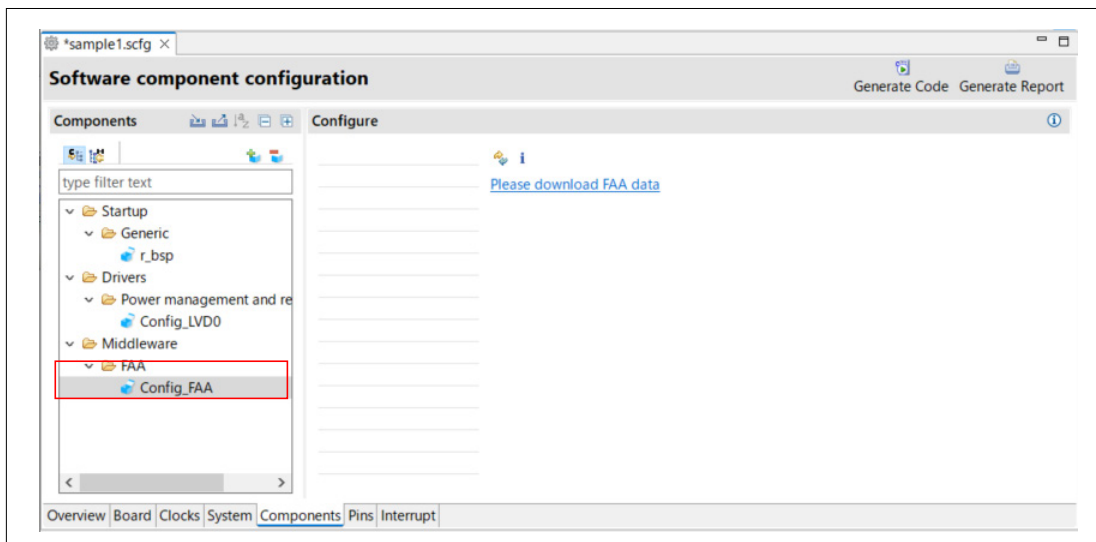 *sample1.scfg
Software component configuration
Generate Code Generate Report
Components
Configure
type filter text
Please download FAA data
Startup
Generic
r_bsp
Drivers
Power management and re
Config_LVD0
Middleware
FAA
Config_FAA
Overview Board Clocks System Components Pins Interrupt